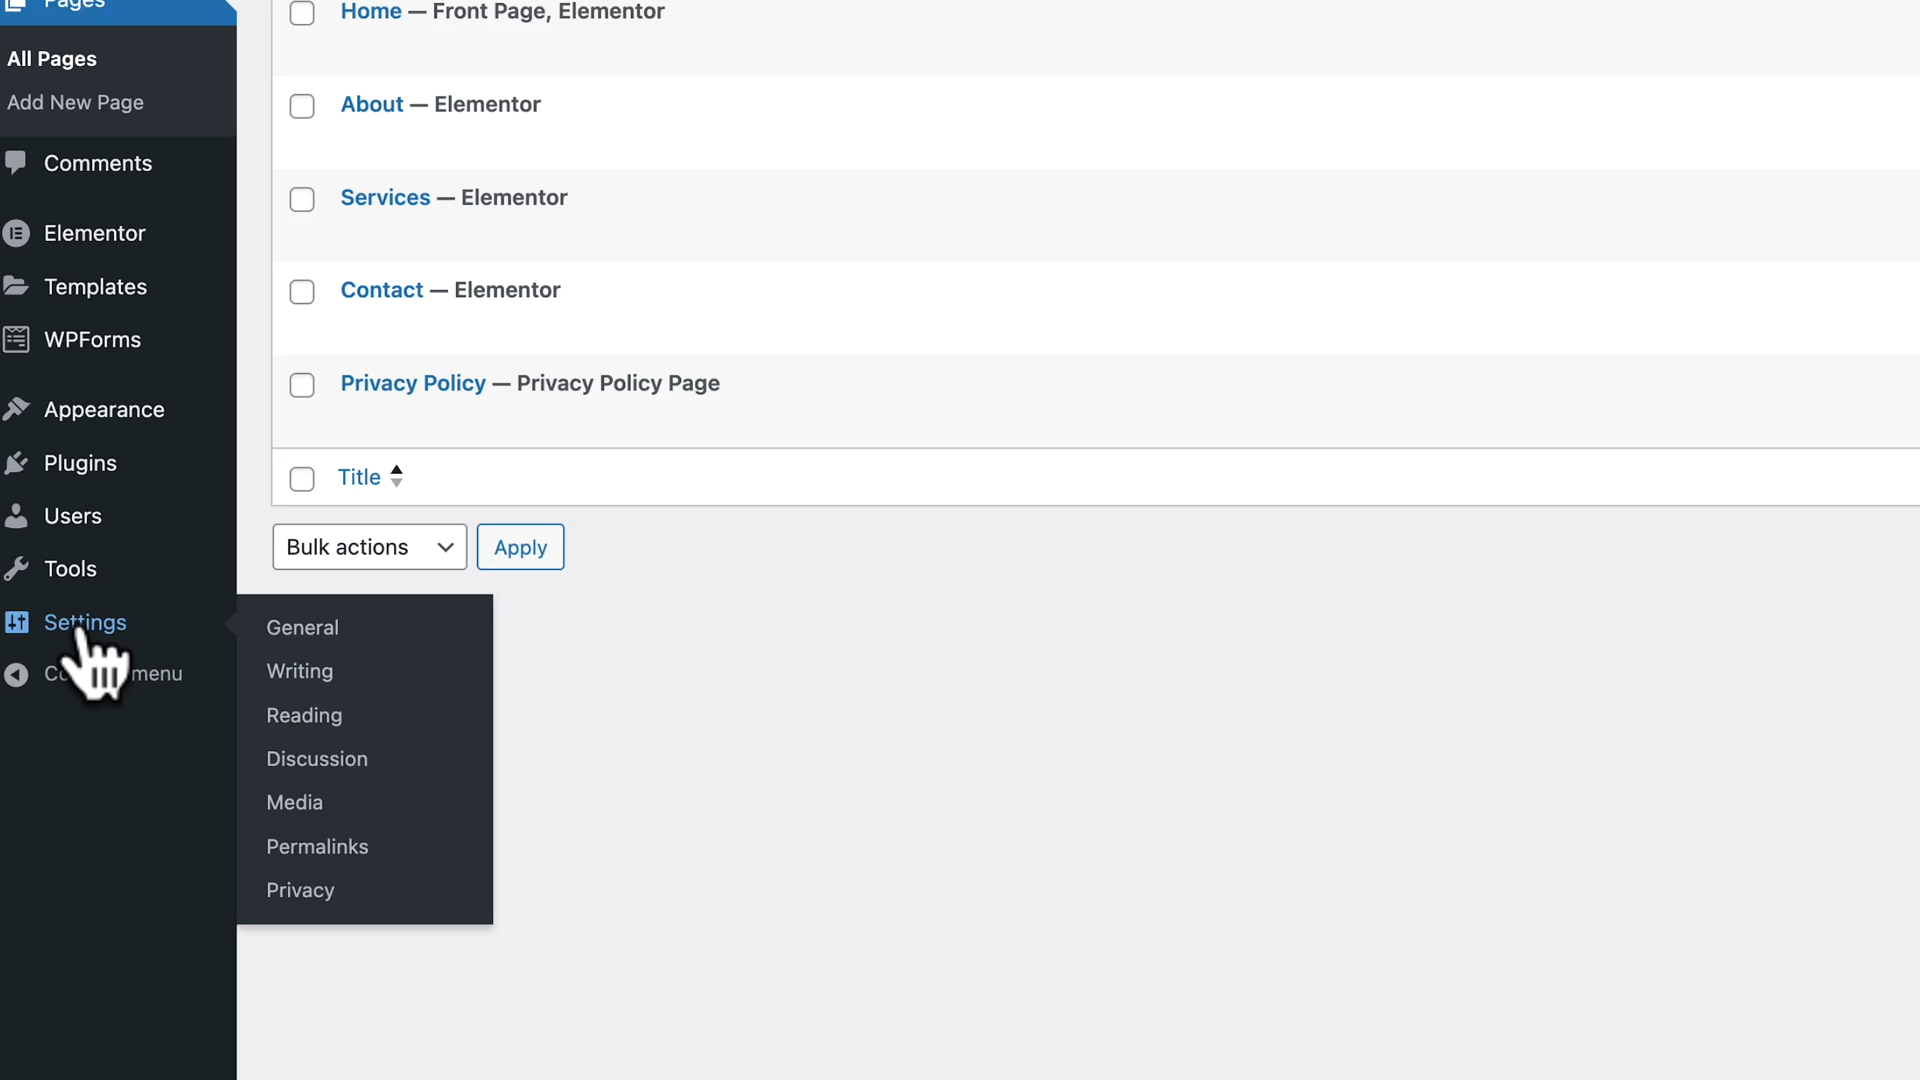 Pages
All Pages
Add New Page
Comments
Elementor
Templates
WPForms
Appearance
Plugins
Users
Tools
Settings
menu
Home — Front Page, Elementor
About — Elementor
Services — Elementor
Contact — Elementor
Privacy Policy — Privacy Policy Page
Title
Bulk actions
Apply
General
Writing
Reading
Discussion
Media
Permalinks
Privacy